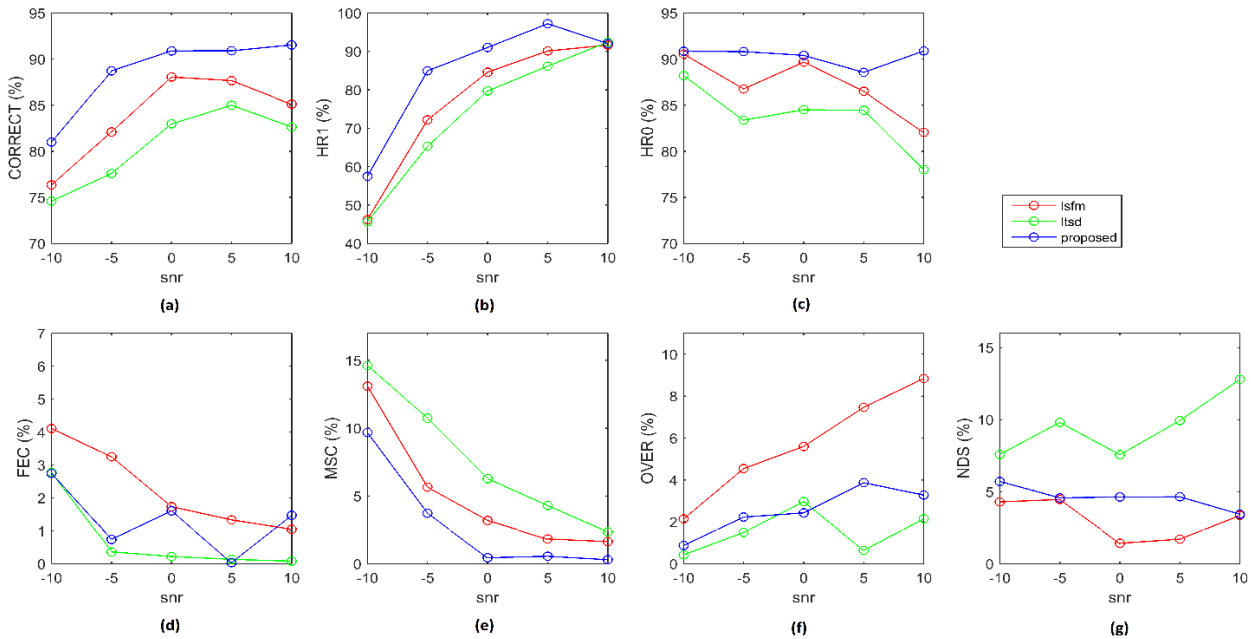 95
90
85
80
75
70
CORRECT (%)
-10 -5 0 5 10
snr
(a)
100
90
80
70
60
50
40
HR1 (%)
-10 -5 0 5 10
snr
(b)
95
90
85
80
75
70
HR0 (%)
-10 -5 0 5 10
snr
(c)
lsfm
ltsd
proposed
7
6
5
4
3
2
1
0
FEC (%)
-10 -5 0 5 10
snr
(d)
15
10
5
0
MSC (%)
-10 -5 0 5 10
snr
(e)
10
8
6
4
2
0
OVER (%)
-10 -5 0 5 10
snr
(f)
15
10
5
0
NDS (%)
-10 -5 0 5 10
snr
(g)